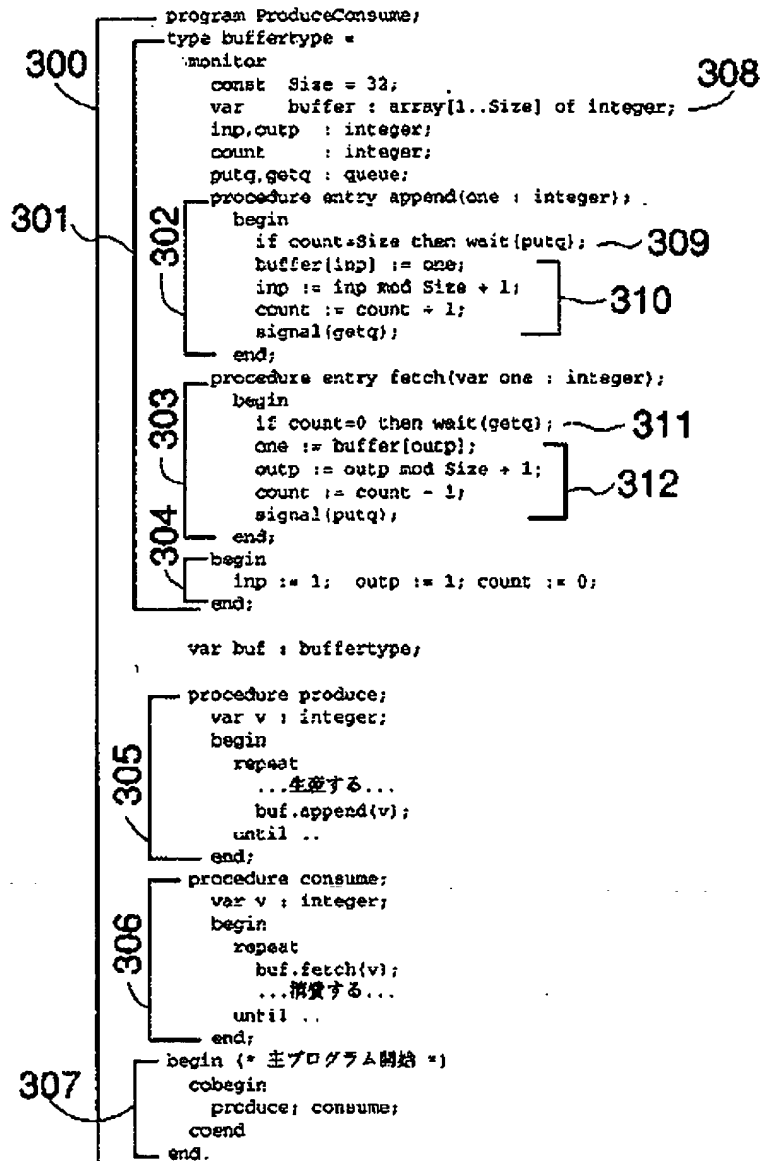 program ProduceConsume;
type buffertype =
300
monitor
const Size = 32;
var buffer : array[1..Size] of integer; 308
inp,outp : integer;
count : integer;
putq,getq : queue;
301
302
procedure entry append(one : integer);
begin
if count=Size then wait(putq); 309
buffer[inp] := one;
inp := inp mod Size + 1; 310
count := count + 1;
signal(getq);
end;
303
procedure entry fetch(var one : integer);
begin
if count=0 then wait(getq); 311
one := buffer[outp];
outp := outp mod Size + 1; 312
count := count - 1;
signal(putq);
end;
304
begin
inp := 1; outp := 1; count := 0;
end;
var buf : buffertype;
305
procedure produce;
var v : integer;
begin
repeat
...生産する...
buf.append(v);
until ..
end;
306
procedure consume;
var v : integer;
begin
repeat
buf.fetch(v);
...消費する...
until ..
end;
307
begin (* 主プログラム開始 *)
cobegin
produce; consume;
coend
end.